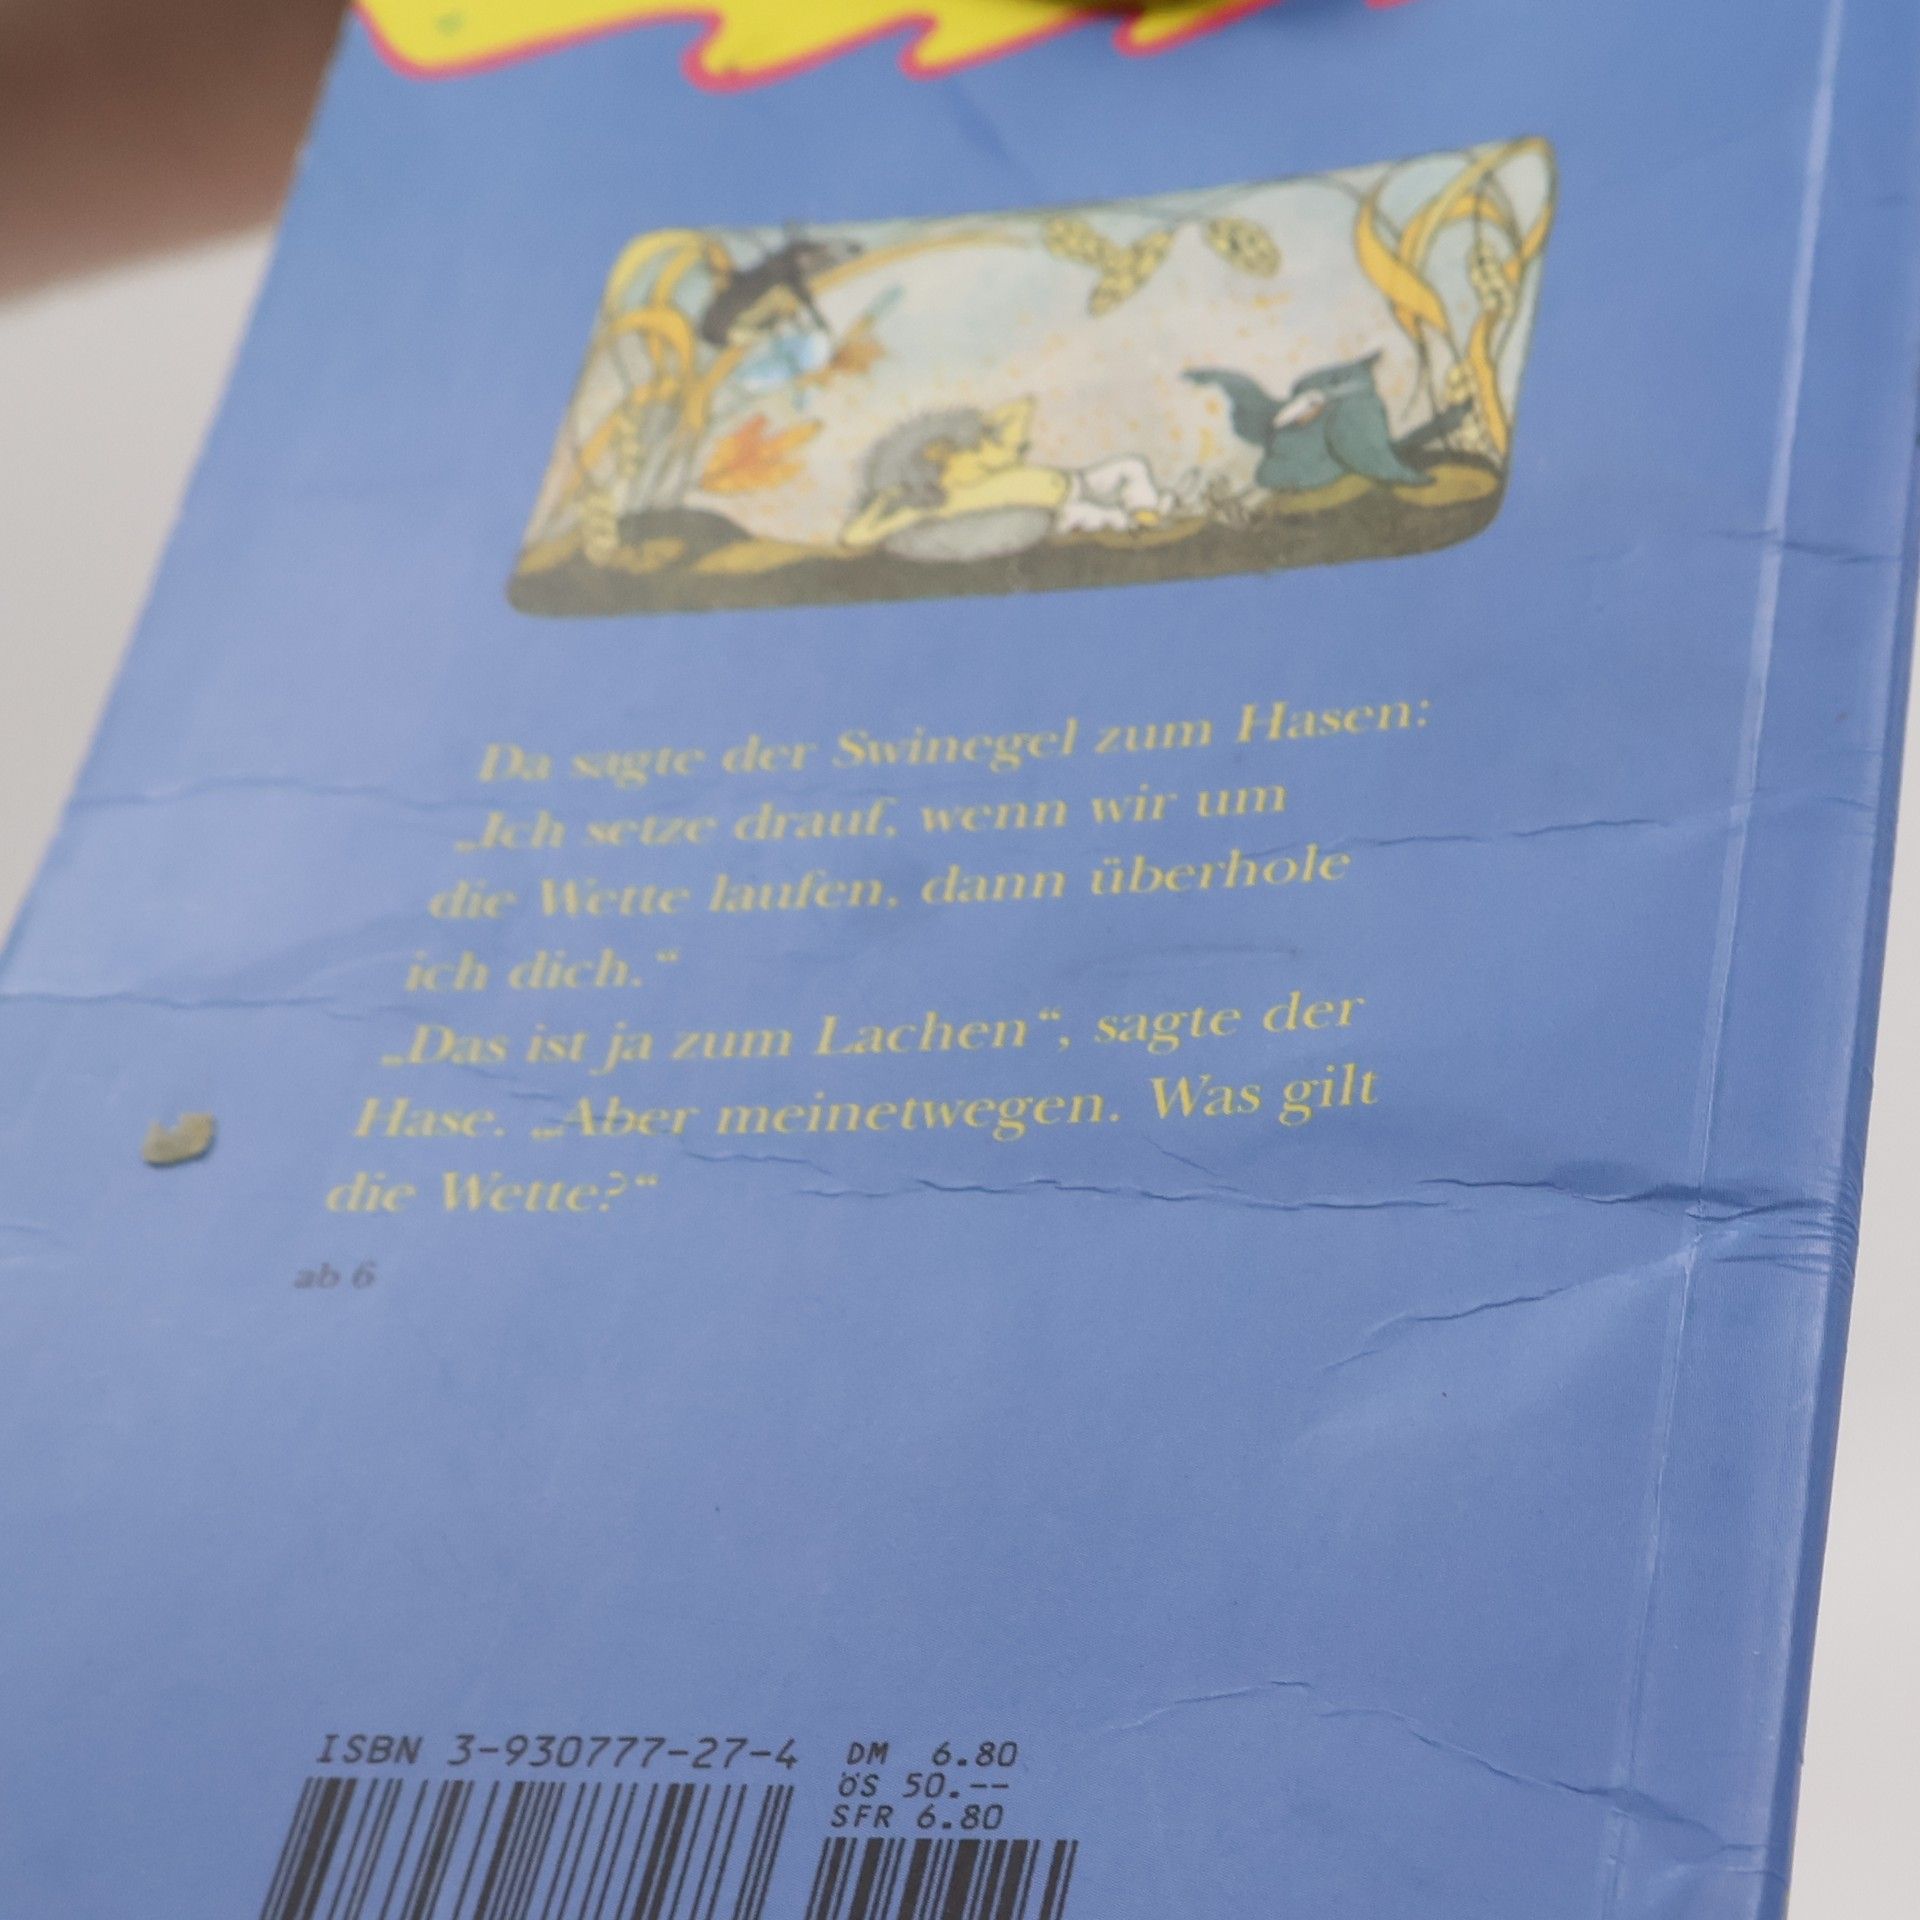 Da sagte der Swinegel zum Hasen:
„Ich setze drauf, wenn wir um
die Wette laufen, dann überhole
ich dich.“
„Das ist ja zum Lachen“, sagte der
Hase. „Aber meinetwegen. Was gilt
die Wette?“
ab 6
ISBN 3-930777-27-4
DM 6.80
öS 50.--
SFR 6.80